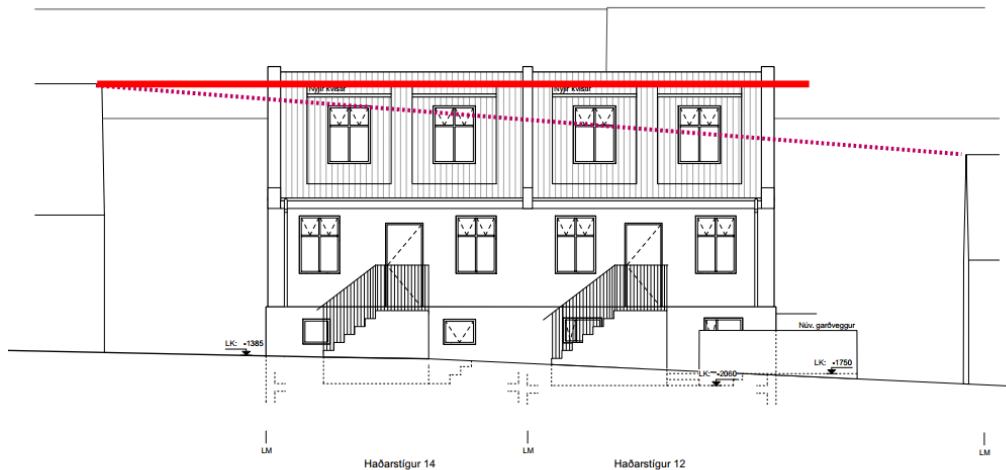 Nýjir kvistar
Nýjir kvistar
Núv. garðveggur
LK: -1385
LK: -1750
LK: -2060
LM
LM
LM
Haðarstígur 14
Haðarstígur 12